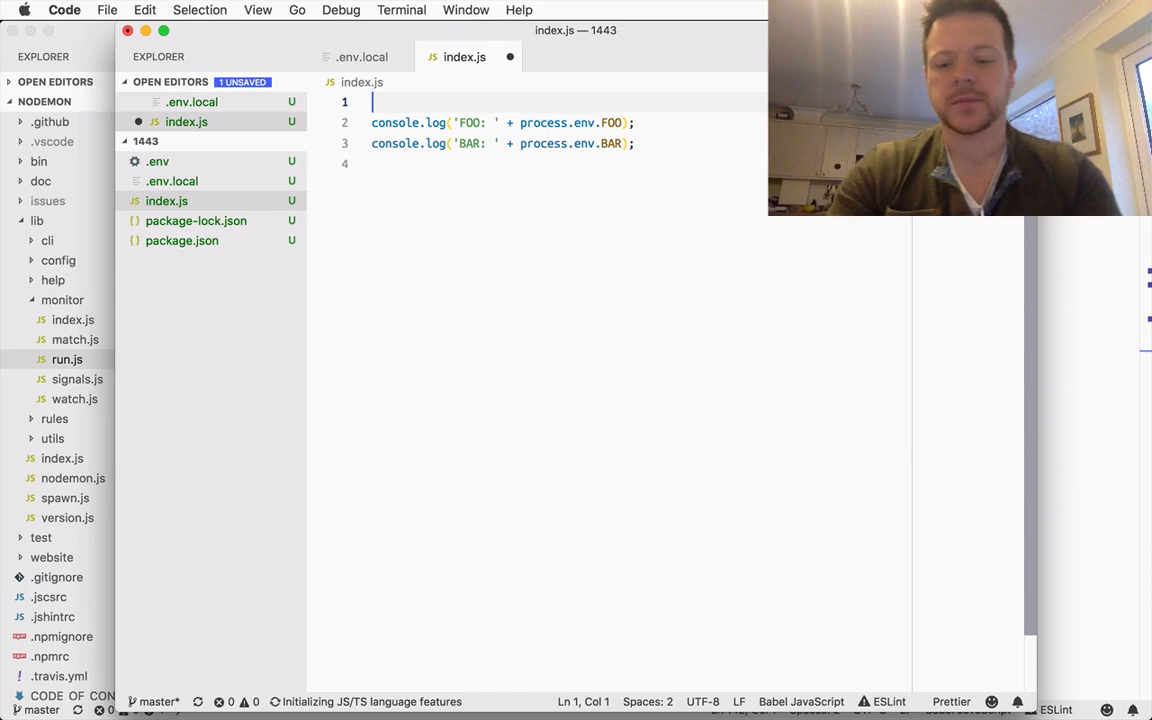 Code File Edit Selection View Go Debug Terminal Window Help
index.js — 1443
EXPLORER
OPEN EDITORS
NODEMON
.github
.vscode
bin
doc
issues
lib
cli
config
help
monitor
index.js
match.js
run.js
signals.js
watch.js
rules
utils
index.js
nodemon.js
spawn.js
version.js
test
website
.gitignore
.jscsrc
.jshintrc
.npmignore
.npmrc
.travis.yml
CODE OF CON
master 0
EXPLORER
OPEN EDITORS 1 UNSAVED
.env.local U
JS index.js U
1443
.env U
.env.local U
JS index.js U
{} package-lock.json U
{} package.json U
.env.local JS index.js
JS index.js
1
2 console.log('FOO: ' + process.env.FOO);
3 console.log('BAR: ' + process.env.BAR);
4
master* 0 0 Initializing JS/TS language features Ln 1, Col 1 Spaces: 2 UTF-8 LF Babel JavaScript ESLint Prettier
ESLint